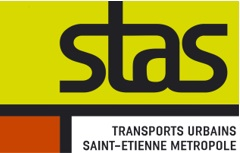 stas
TRANSPORTS URBAINS
SAINT-ETIENNE METROPOLE